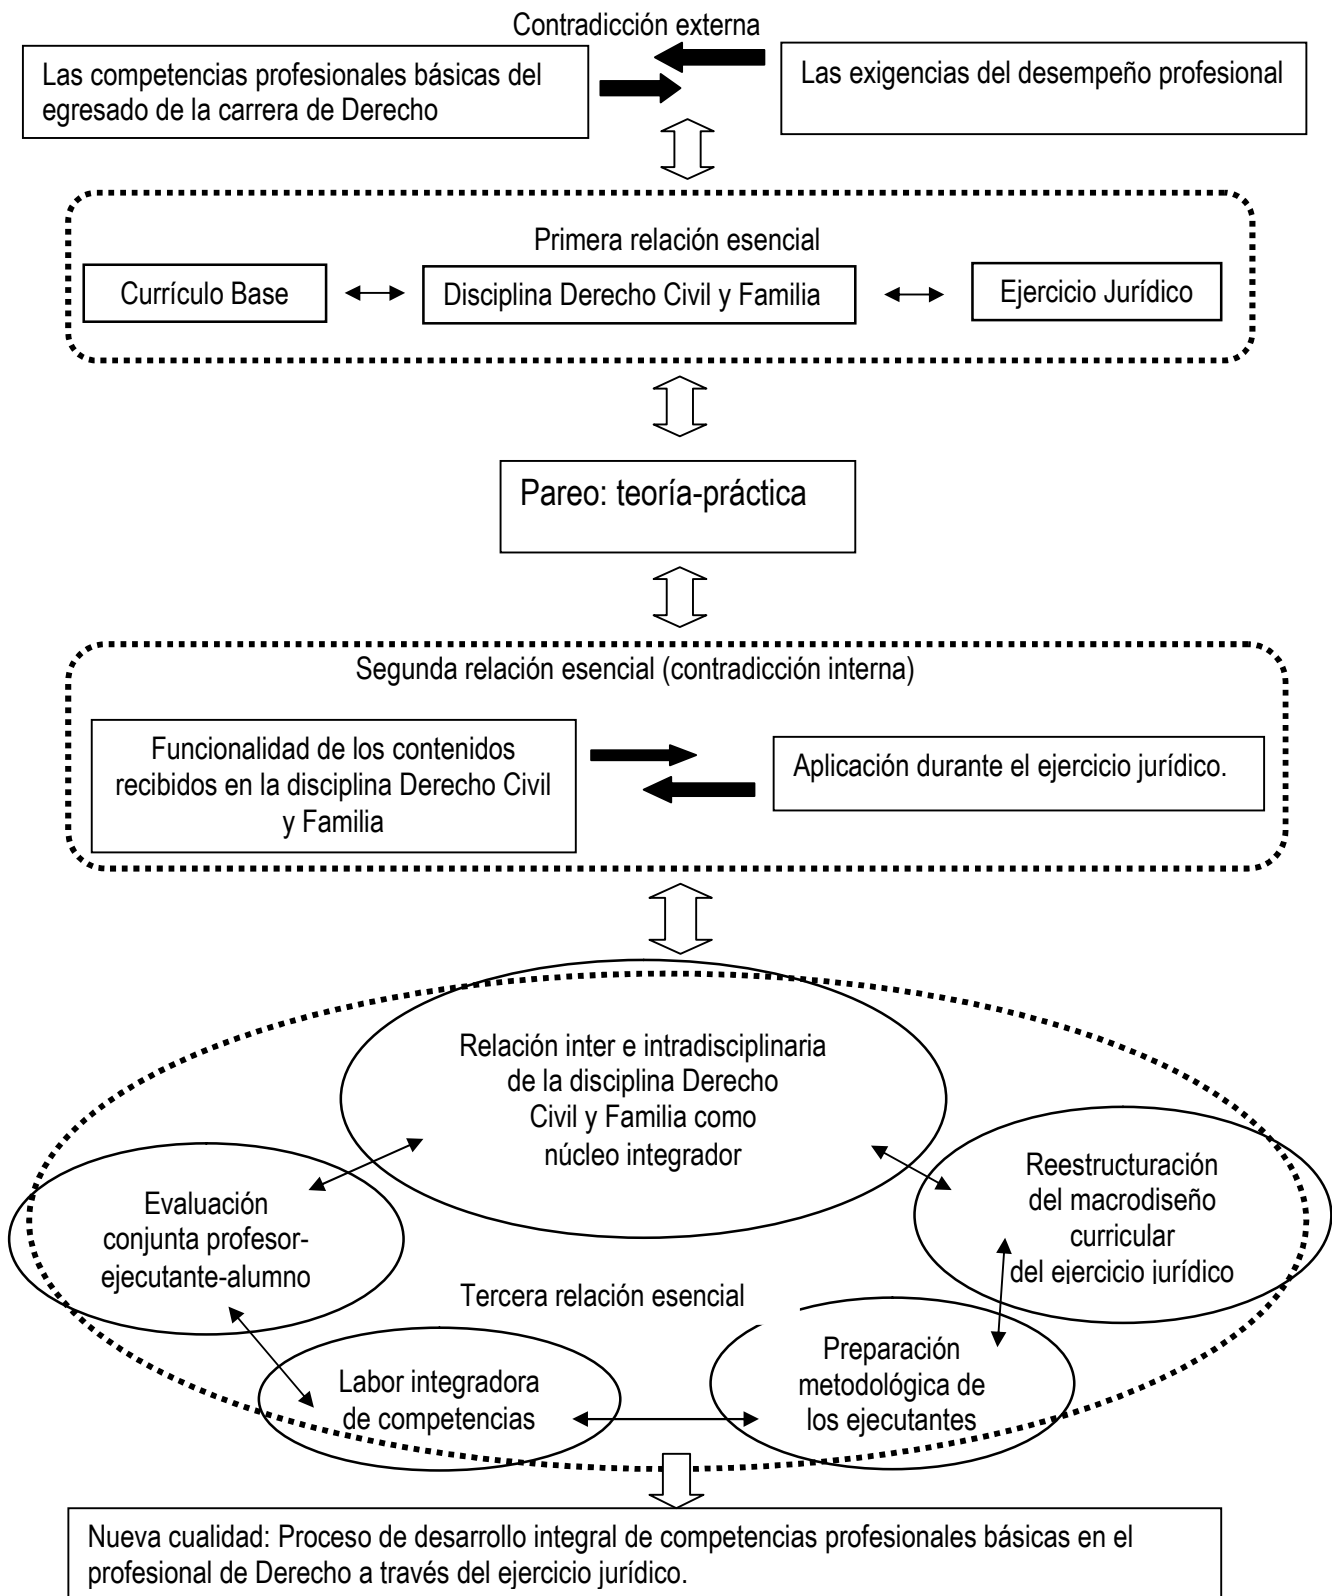 Contradicción externa
Las competencias profesionales básicas del
egresado de la carrera de Derecho
Las exigencias del desempeño profesional
Primera relación esencial
Currículo Base
Disciplina Derecho Civil y Familia
Ejercicio Jurídico
Pareo: teoría-práctica
Segunda relación esencial (contradicción interna)
Funcionalidad de los contenidos
recibidos en la disciplina Derecho Civil
y Familia
Aplicación durante el ejercicio jurídico.
Relación inter e intradisciplinaria
de la disciplina Derecho
Civil y Familia como
núcleo integrador
Evaluación
conjunta profesor-
ejecutante-alumno
Reestructuración
del macrodiseño
curricular
del ejercicio jurídico
Tercera relación esencial
Labor integradora
de competencias
Preparación
metodológica de
los ejecutantes
Nueva cualidad: Proceso de desarrollo integral de competencias profesionales básicas en el
profesional de Derecho a través del ejercicio jurídico.